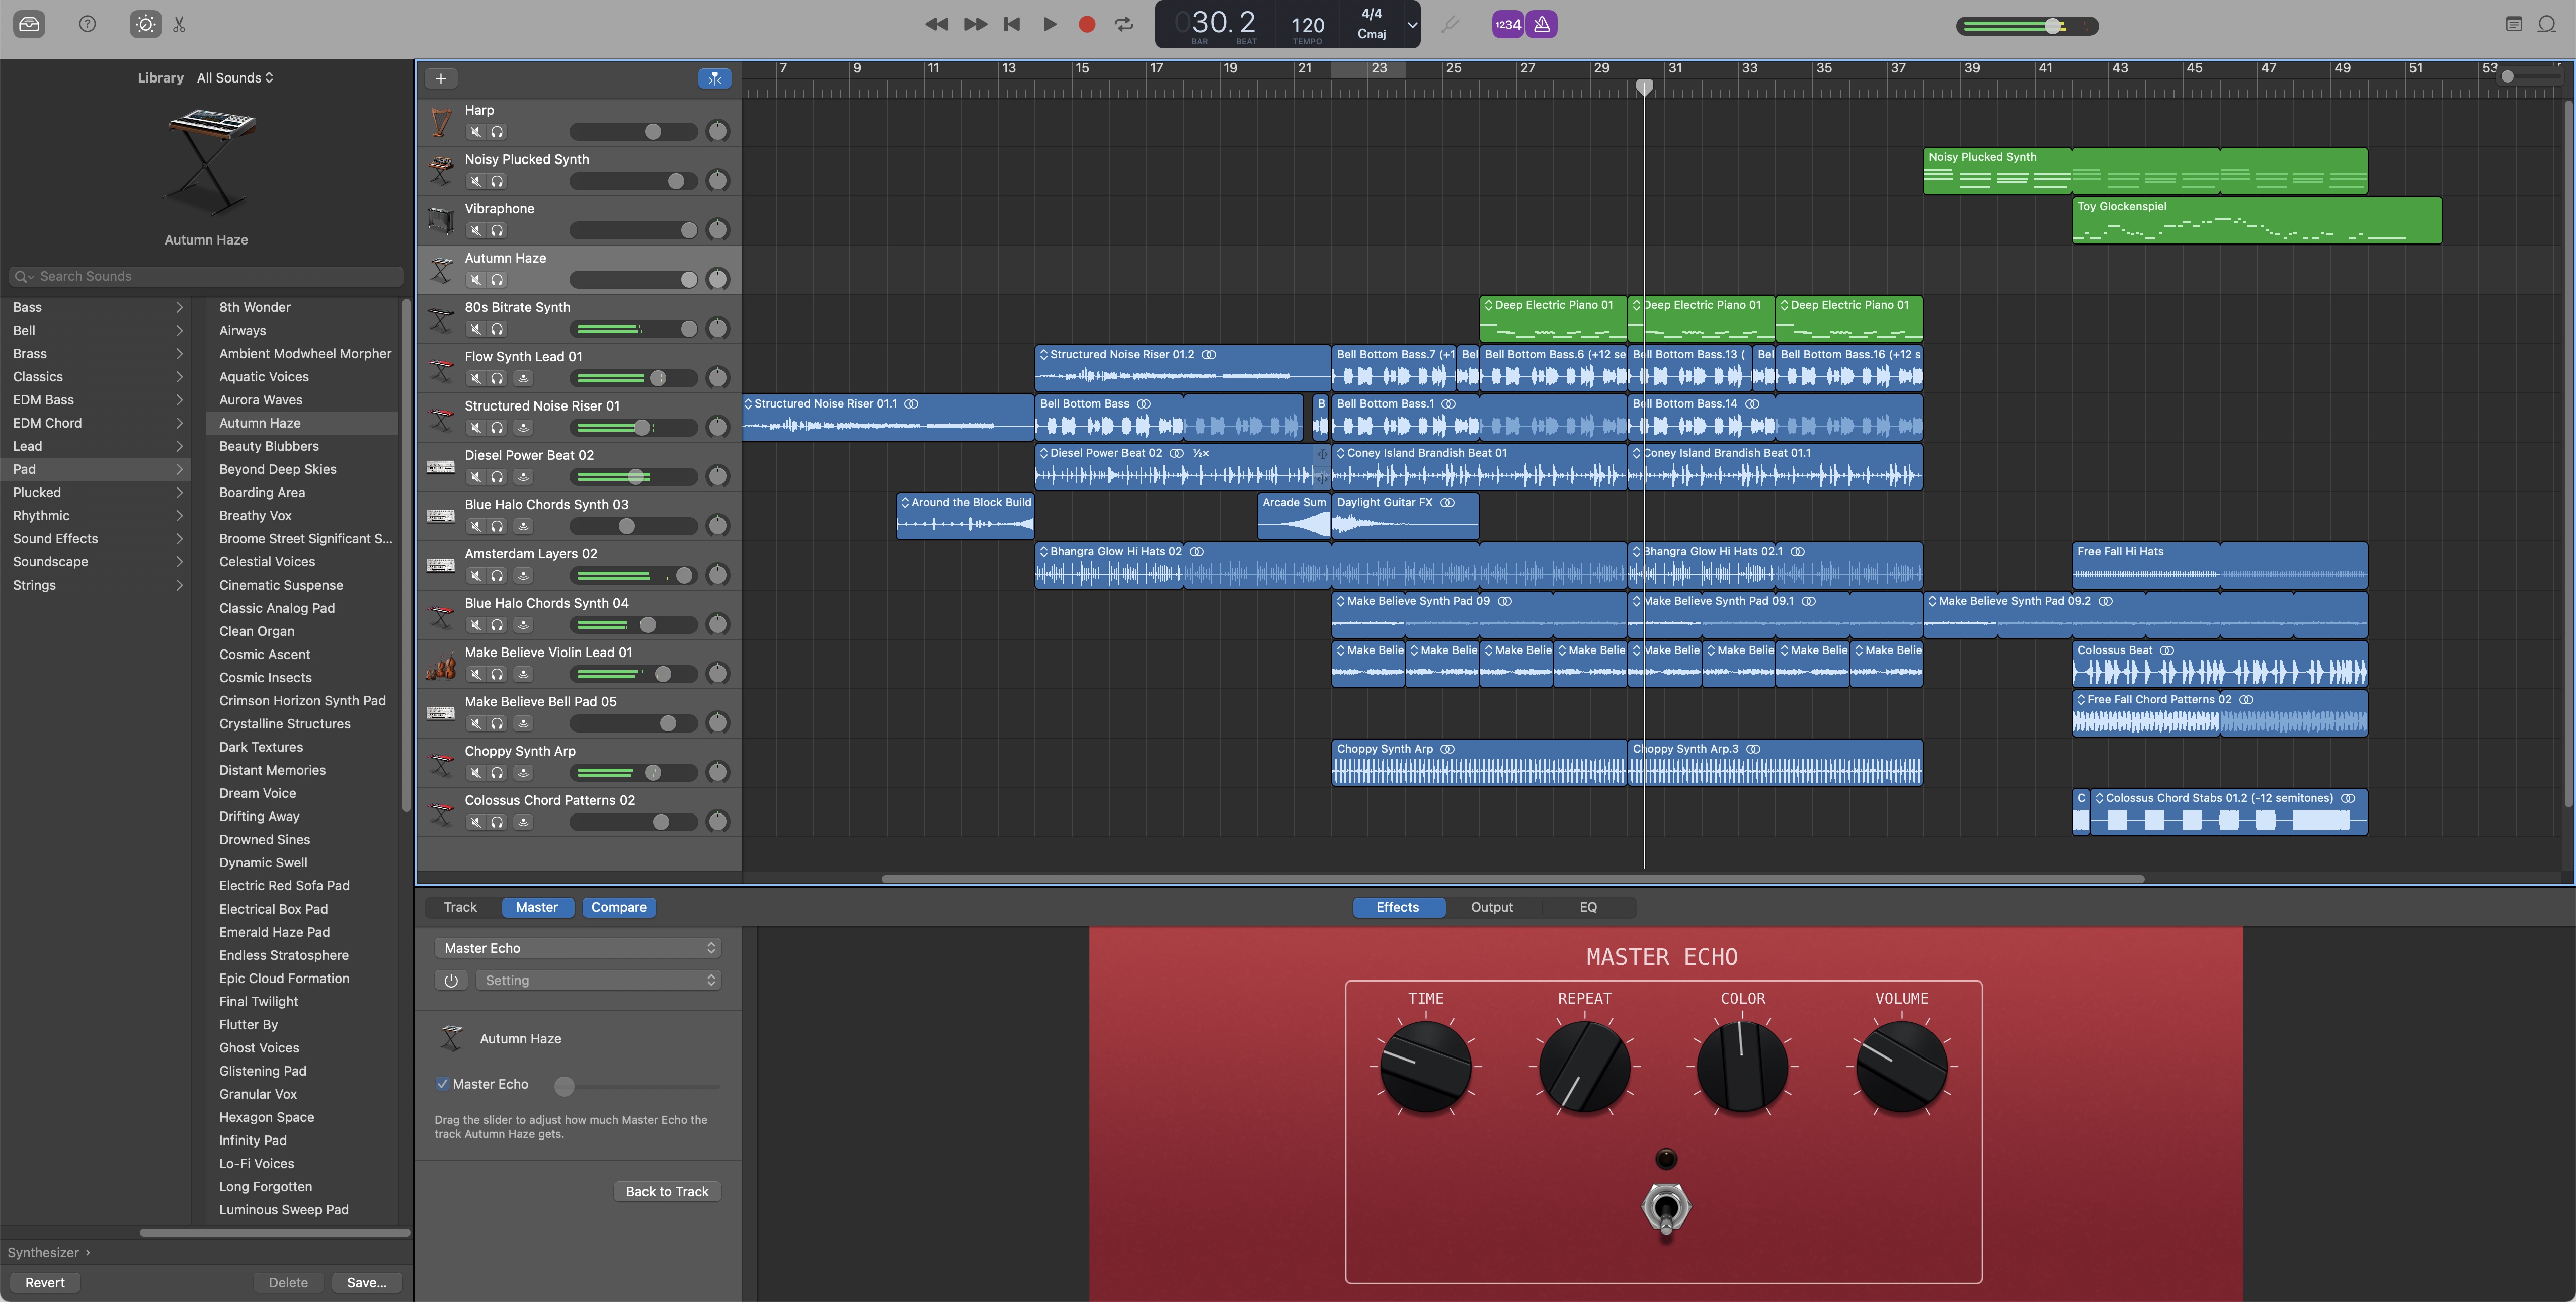 030.2
BAR
BEAT
120
TEMPO
4/4
Cmaj
1234
Library
All Sounds
Autumn Haze
Search Sounds
Bass
Bell
Brass
Classics
EDM Bass
EDM Chord
Lead
Pad
Plucked
Rhythmic
Sound Effects
Soundscape
Strings
8th Wonder
Airways
Ambient Modwheel Morpher
Aquatic Voices
Aurora Waves
Autumn Haze
Beauty Blubbers
Beyond Deep Skies
Boarding Area
Breathy Vox
Broome Street Significant S...
Celestial Voices
Cinematic Suspense
Classic Analog Pad
Clean Organ
Cosmic Ascent
Cosmic Insects
Crimson Horizon Synth Pad
Crystalline Structures
Dark Textures
Distant Memories
Dream Voice
Drifting Away
Drowned Sines
Dynamic Swell
Electric Red Sofa Pad
Electrical Box Pad
Emerald Haze Pad
Endless Stratosphere
Epic Cloud Formation
Final Twilight
Flutter By
Ghost Voices
Glistening Pad
Granular Vox
Hexagon Space
Infinity Pad
Lo-Fi Voices
Long Forgotten
Luminous Sweep Pad
Synthesizer ›
Revert
Delete
Save...
7 9 11 13 15 17 19 21 23 25 27 29 31 33 35 37 39 41 43 45 47 49 51 53
Harp
Noisy Plucked Synth
Noisy Plucked Synth
Vibraphone
Toy Glockenspiel
Autumn Haze
80s Bitrate Synth
Deep Electric Piano 01
Deep Electric Piano 01
Deep Electric Piano 01
Flow Synth Lead 01
Structured Noise Riser 01.2
Bell Bottom Bass.7 (+1
Bel
Bell Bottom Bass.6 (+12 se
Bell Bottom Bass.13 (
Bel
Bell Bottom Bass.16 (+12 s
Structured Noise Riser 01
Structured Noise Riser 01.1
Bell Bottom Bass
B
Bell Bottom Bass.1
Bell Bottom Bass.14
Diesel Power Beat 02
Diesel Power Beat 02 ½×
Coney Island Brandish Beat 01
Coney Island Brandish Beat 01.1
Blue Halo Chords Synth 03
Around the Block Build
Arcade Sum
Daylight Guitar FX
Amsterdam Layers 02
Bhangra Glow Hi Hats 02
Bhangra Glow Hi Hats 02.1
Free Fall Hi Hats
Blue Halo Chords Synth 04
Make Believe Synth Pad 09
Make Believe Synth Pad 09.1
Make Believe Synth Pad 09.2
Make Believe Violin Lead 01
Make Belie
Make Belie
Make Belie
Make Belie
Make Belie
Make Belie
Make Belie
Make Belie
Colossus Beat
Make Believe Bell Pad 05
Free Fall Chord Patterns 02
Choppy Synth Arp
Choppy Synth Arp
Choppy Synth Arp.3
Colossus Chord Patterns 02
C
Colossus Chord Stabs 01.2 (-12 semitones)
Track
Master
Compare
Effects
Output
EQ
Master Echo
Setting
Autumn Haze
Master Echo
Drag the slider to adjust how much Master Echo the
track Autumn Haze gets.
Back to Track
MASTER ECHO
TIME
REPEAT
COLOR
VOLUME